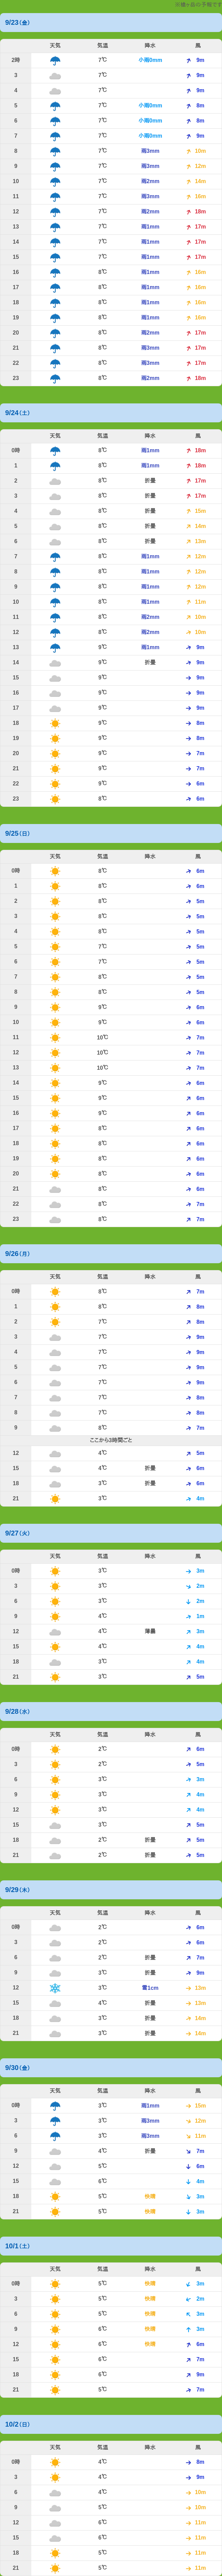 9/23(金)
天気 気温 降水 風
2時 7℃ 小雨0mm 9m
3 7℃ 9m
4 7℃ 9m
5 7℃ 小雨0mm 8m
6 7℃ 小雨0mm 8m
7 7℃ 小雨0mm 9m
8 7℃ 雨3mm 10m
9 7℃ 雨3mm 12m
10 7℃ 雨2mm 14m
11 7℃ 雨3mm 16m
12 7℃ 雨2mm 18m
13 7℃ 雨1mm 17m
14 7℃ 雨1mm 17m
15 7℃ 雨1mm 17m
16 8℃ 雨1mm 16m
17 8℃ 雨1mm 16m
18 8℃ 雨1mm 16m
19 8℃ 雨1mm 16m
20 8℃ 雨2mm 17m
21 8℃ 雨3mm 17m
22 8℃ 雨3mm 17m
23 8℃ 雨2mm 18m
9/24(土)
天気 気温 降水 風
0時 8℃ 雨1mm 18m
1 8℃ 雨1mm 18m
2 8℃ 折曇 17m
3 8℃ 折曇 17m
4 8℃ 折曇 15m
5 8℃ 折曇 14m
6 8℃ 折曇 12m
7 8℃ 雨1mm 12m
8 8℃ 雨1mm 12m
9 8℃ 雨1mm 12m
10 8℃ 雨1mm 11m
11 8℃ 雨2mm 10m
12 8℃ 雨2mm 10m
13 9℃ 雨1mm 9m
14 9℃ 折曇 9m
15 9℃ 9m
16 9℃ 9m
17 9℃ 9m
18 9℃ 8m
19 9℃ 8m
20 9℃ 7m
21 9℃ 7m
22 9℃ 6m
23 8℃ 6m
9/25(日)
天気 気温 降水 風
0時 8℃ 6m
1 8℃ 6m
2 8℃ 5m
3 8℃ 5m
4 8℃ 5m
5 7℃ 5m
6 7℃ 5m
7 8℃ 5m
8 8℃ 5m
9 9℃ 6m
10 9℃ 6m
11 10℃ 7m
12 10℃ 7m
13 10℃ 7m
14 9℃ 6m
15 9℃ 6m
16 9℃ 6m
17 8℃ 6m
18 8℃ 6m
19 8℃ 6m
20 8℃ 6m
21 8℃ 6m
22 8℃ 7m
23 8℃ 7m
9/26(月)
天気 気温 降水 風
0時 8℃ 7m
1 8℃ 8m
2 7℃ 8m
3 7℃ 9m
4 7℃ 9m
5 7℃ 9m
6 7℃ 9m
7 7℃ 8m
8 7℃ 8m
9 8℃ 7m
ここから3時間ごと
12 4℃ 5m
15 4℃ 折曇 6m
18 3℃ 折曇 6m
21 3℃ 4m
9/27(火)
天気 気温 降水 風
0時 3℃ 3m
3 3℃ 2m
6 3℃ 2m
9 4℃ 1m
12 4℃ 薄曇 3m
15 4℃ 4m
18 3℃ 4m
21 3℃ 5m
9/28(水)
天気 気温 降水 風
0時 2℃ 6m
3 2℃ 5m
6 3℃ 3m
9 3℃ 4m
12 3℃ 4m
15 3℃ 5m
18 2℃ 折曇 5m
21 2℃ 折曇 5m
9/29(木)
天気 気温 降水 風
0時 2℃ 6m
3 2℃ 6m
6 2℃ 折曇 7m
9 3℃ 折曇 9m
12 3℃ 雪1cm 13m
15 4℃ 折曇 13m
18 3℃ 折曇 14m
21 3℃ 折曇 14m
9/30(金)
天気 気温 降水 風
0時 3℃ 雨1mm 15m
3 3℃ 雨3mm 12m
6 3℃ 雨3mm 11m
9 4℃ 折曇 7m
12 5℃ 6m
15 6℃ 4m
18 5℃ 快晴 3m
21 6℃ 快晴 3m
10/1(土)
天気 気温 降水 風
0時 5℃ 快晴 3m
3 5℃ 快晴 2m
6 5℃ 快晴 3m
9 6℃ 快晴 3m
12 6℃ 快晴 6m
15 6℃ 7m
18 6℃ 9m
21 5℃ 7m
10/2(日)
天気 気温 降水 風
0時 4℃ 8m
3 4℃ 9m
6 4℃ 10m
9 5℃ 10m
12 6℃ 11m
15 6℃ 11m
18 5℃ 11m
21 5℃ 11m